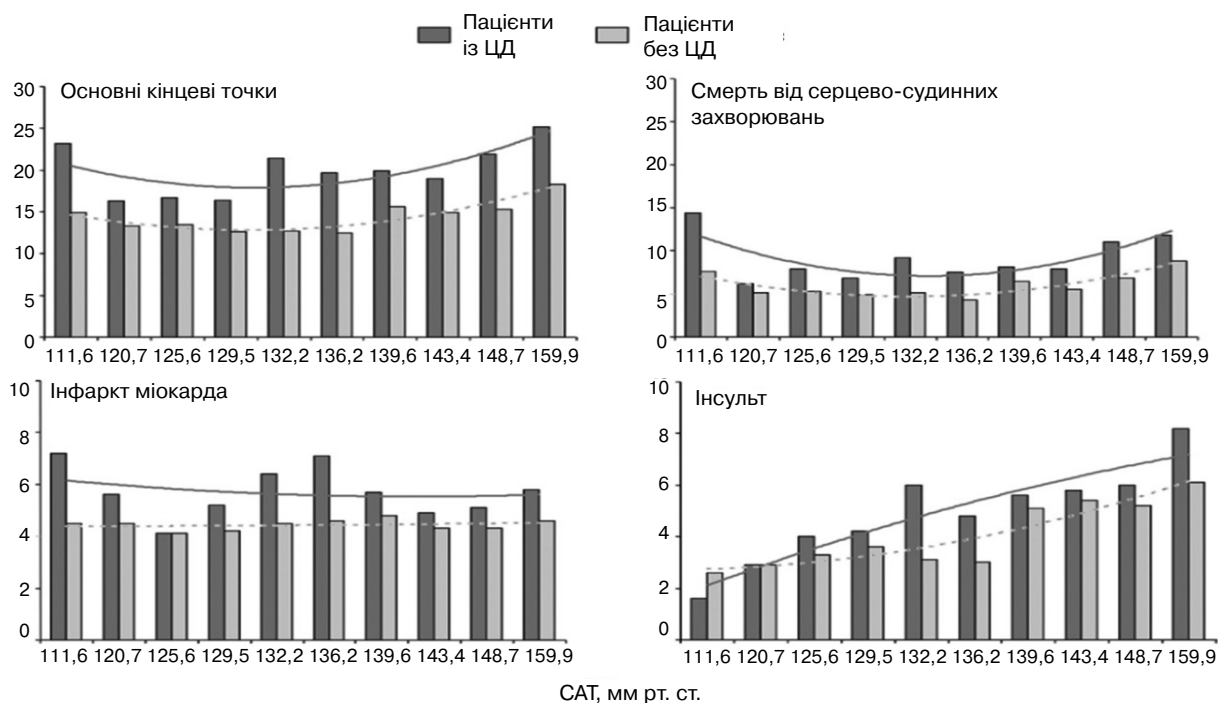 Пацієнти
із ЦД
Пацієнти
без ЦД
Основні кінцеві точки
30
25
20
15
10
5
0
111,6 120,7 125,6 129,5 132,2 136,2 139,6 143,4 148,7 159,9
Смерть від серцево-судинних
захворювань
30
25
20
15
10
5
0
111,6 120,7 125,6 129,5 132,2 136,2 139,6 143,4 148,7 159,9
Інфаркт міокарда
10
8
6
4
2
0
111,6 120,7 125,6 129,5 132,2 136,2 139,6 143,4 148,7 159,9
Інсульт
10
8
6
4
2
0
111,6 120,7 125,6 129,5 132,2 136,2 139,6 143,4 148,7 159,9
САТ, мм рт. ст.